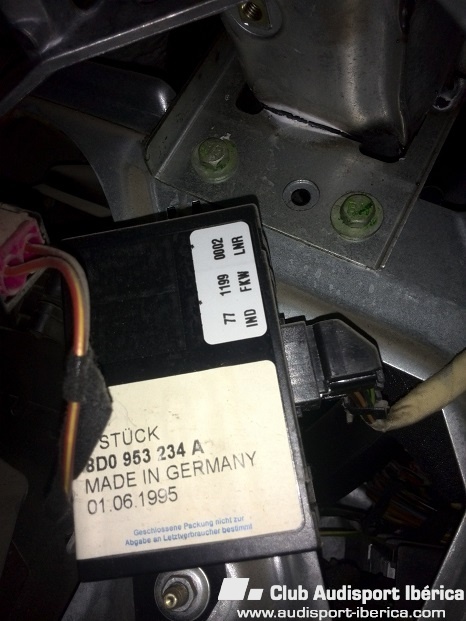 77 1199 0002
IND FKW LNR
STÜCK
8D0 953 234 A
MADE IN GERMANY
01.06.1995
Geschlossene Packung nicht zur
Abgabe an Letztverbraucher bestimmt
Club Audisport Ibérica
www.audisport-iberica.com